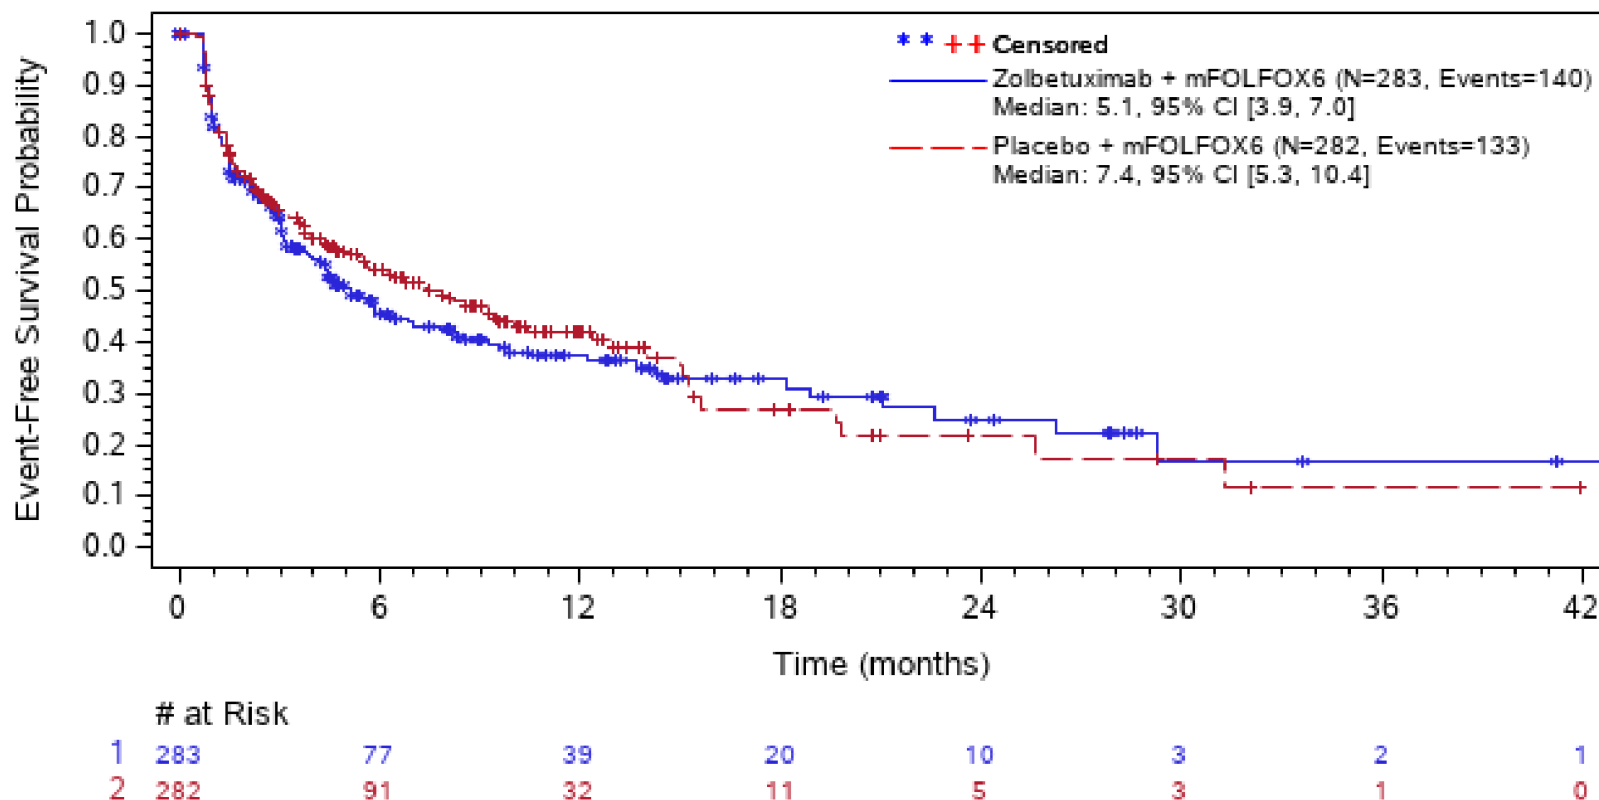 Event-Free Survival Probability
1.0
0.9
0.8
0.7
0.6
0.5
0.4
0.3
0.2
0.1
0.0
Censored
Zolbetuximab + mFOLFOX6 (N=283, Events=140)
Median: 5.1, 95% CI [3.9, 7.0]
Placebo + mFOLFOX6 (N=282, Events=133)
Median: 7.4, 95% CI [5.3, 10.4]
0 6 12 18 24 30 36 42
Time (months)
# at Risk
1 283 77 39 20 10 3 2 1
2 282 91 32 11 5 3 1 0